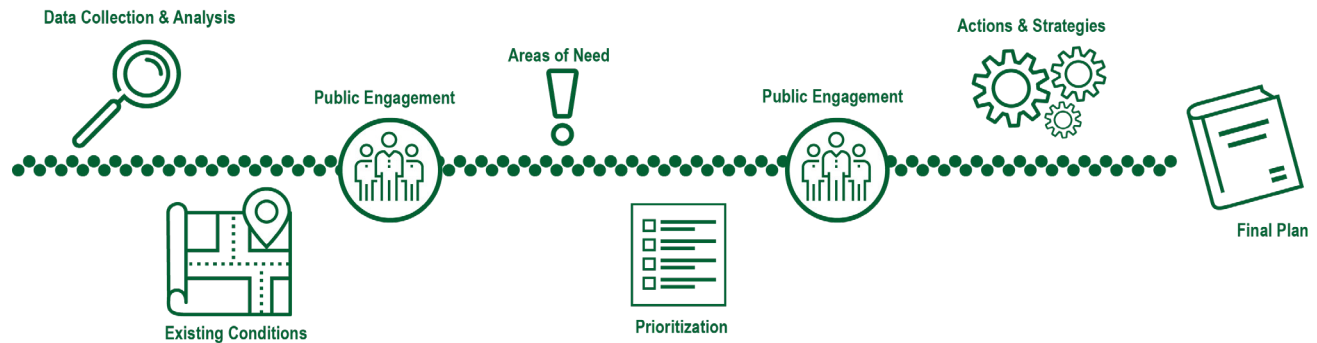 Data Collection & Analysis
Existing Conditions
Public Engagement
Areas of Need
Prioritization
Public Engagement
Actions & Strategies
Final Plan